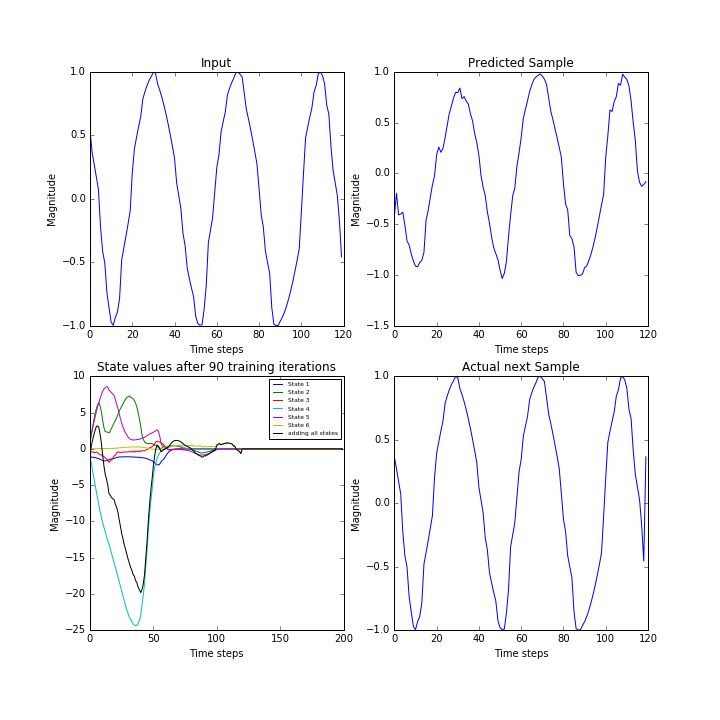 Input
Magnitude
1.0
0.5
0.0
−0.5
−1.0
0 20 40 60 80 100 120
Time steps
Predicted Sample
Magnitude
1.0
0.5
0.0
−0.5
−1.0
−1.5
0 20 40 60 80 100 120
Time steps
State values after 90 training iterations
Magnitude
10
5
0
−5
−10
−15
−20
−25
0 50 100 150 200
Time steps
State 1
State 2
State 3
State 4
State 5
State 6
adding all states
Actual next Sample
Magnitude
1.0
0.5
0.0
−0.5
−1.0
0 20 40 60 80 100 120
Time steps